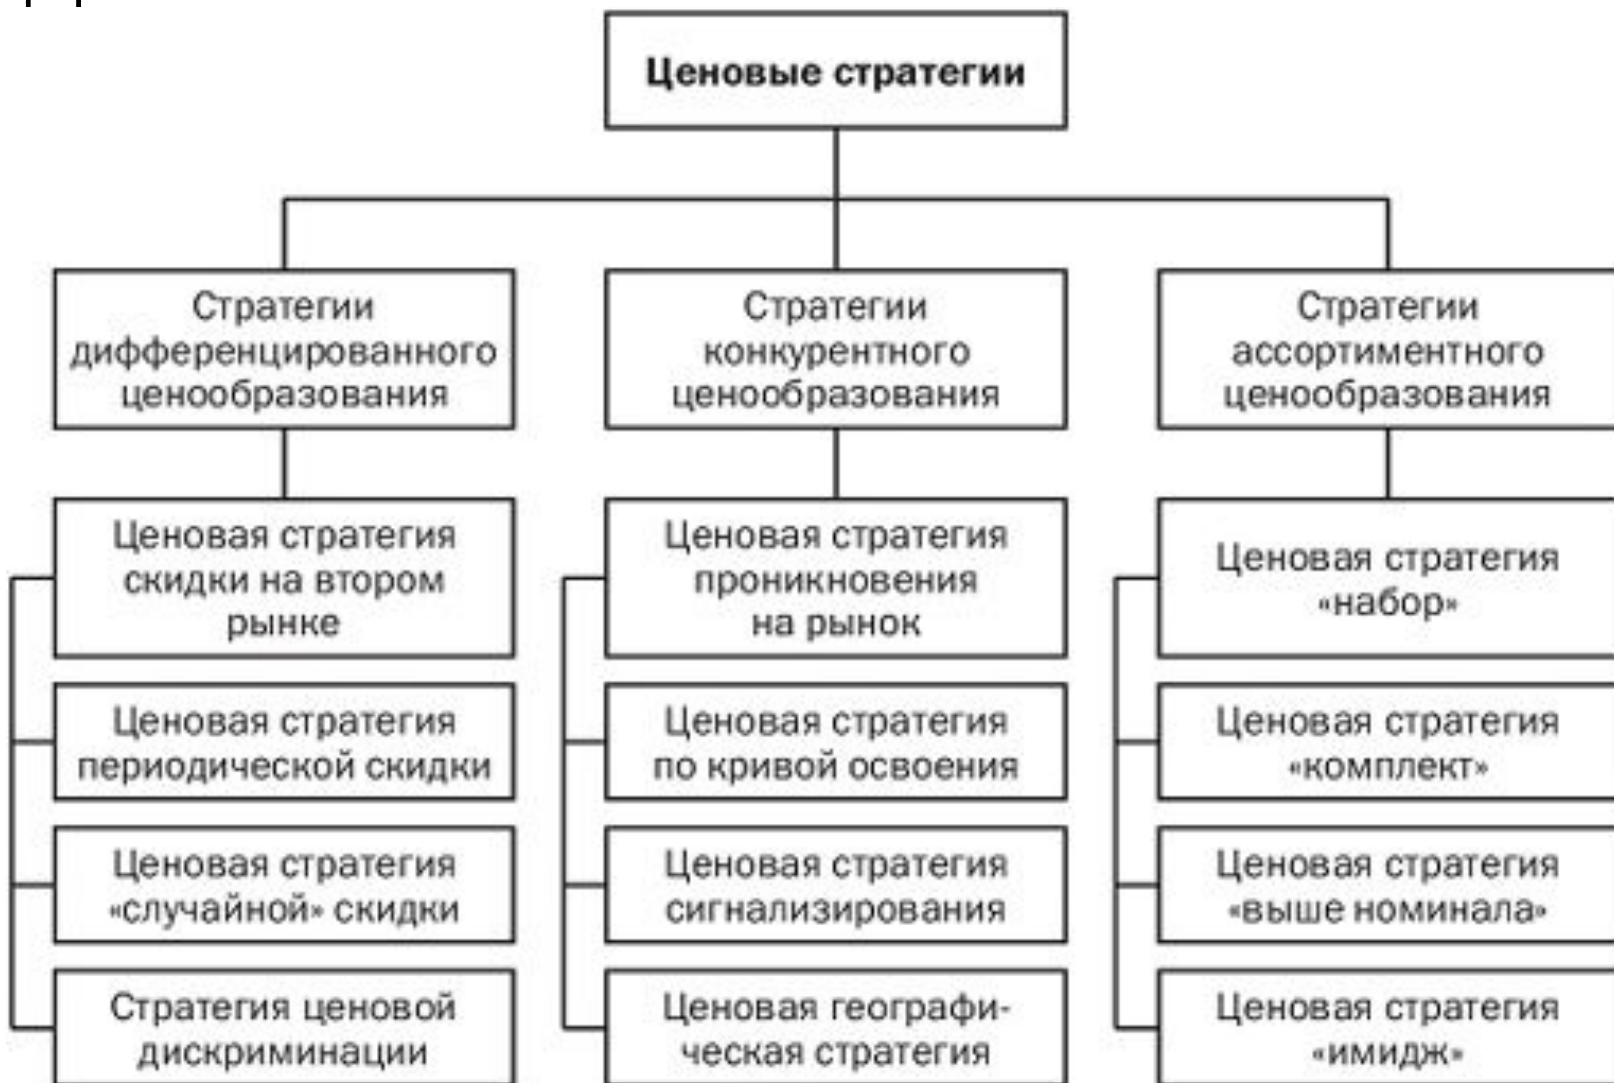 Ценовые стратегии
Стратегии
дифференцированного
ценообразования
Стратегии
конкурентного
ценообразования
Стратегии
ассортиментного
ценообразования
Ценовая стратегия
скидки на втором
рынке
Ценовая стратегия
периодической скидки
Ценовая стратегия
«случайной» скидки
Стратегия ценовой
дискриминации
Ценовая стратегия
проникновения
на рынок
Ценовая стратегия
по кривой освоения
Ценовая стратегия
сигнализирования
Ценовая географи-
ческая стратегия
Ценовая стратегия
«набор»
Ценовая стратегия
«комплект»
Ценовая стратегия
«выше номинала»
Ценовая стратегия
«имидж»